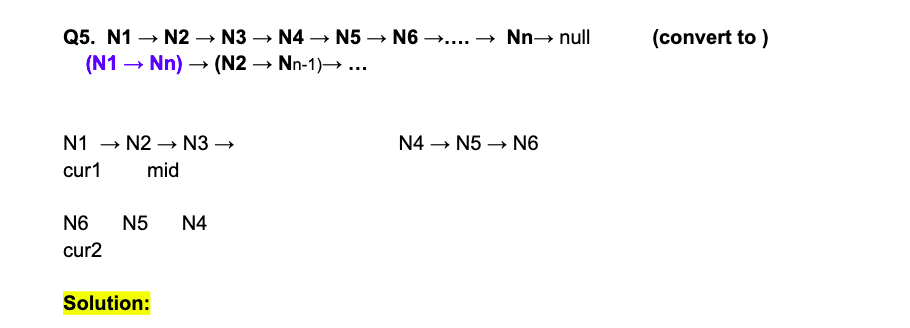 Q5. N1 → N2 → N3 → N4 → N5 → N6 →.... → Nn→ null (convert to )
(N1 → Nn) → (N2 → Nn-1)→ ...
N1 → N2 → N3 → N4 → N5 → N6
cur1 mid
N6 N5 N4
cur2
Solution: